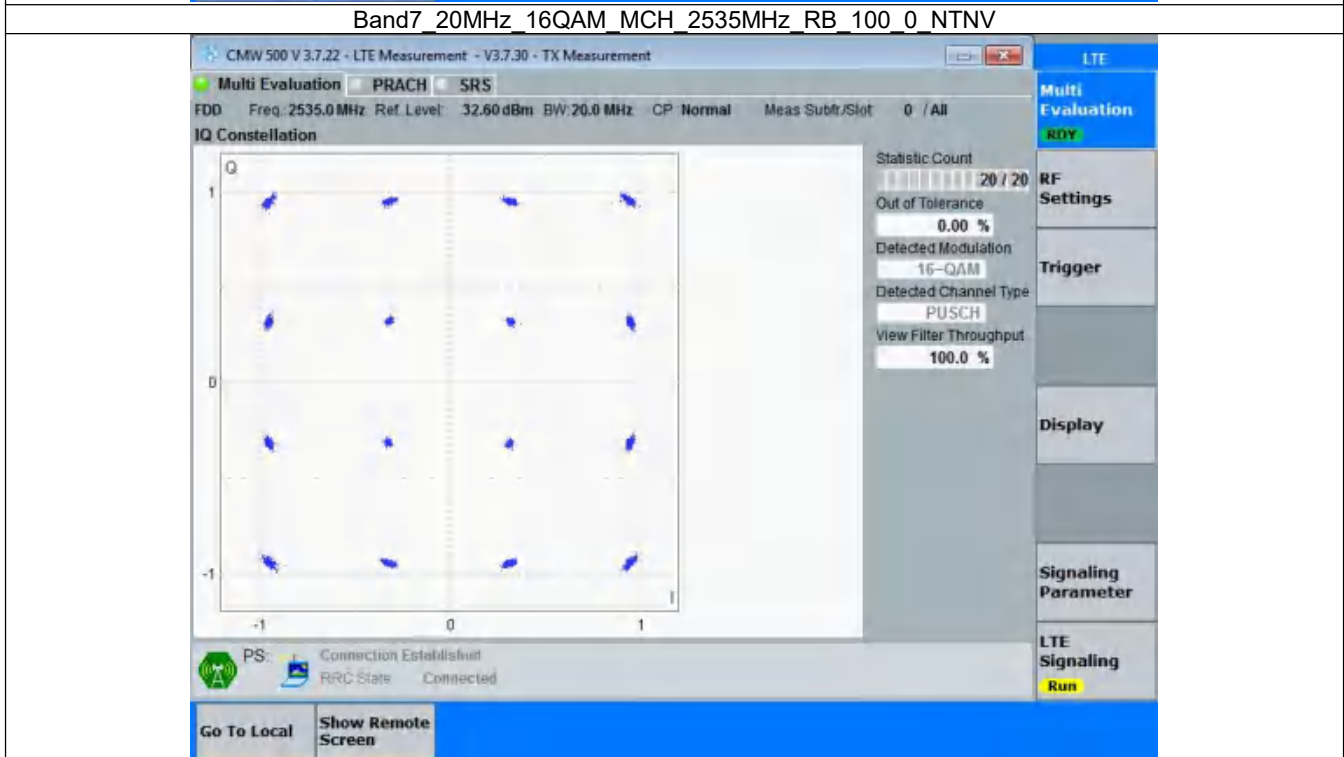 Band7_20MHz_16QAM_MCH_2535MHz_RB_100_0_NTNV
CMW 500 V 3.7.22 - LTE Measurement - V3.7.30 - TX Measurement
LTE
Multi Evaluation PRACH SRS
Multi
Evaluation
RDY
FDD Freq.: 2535.0 MHz Ref. Level: 32.60 dBm BW: 20.0 MHz CP: Normal Meas Subfr./Slot: 0 / All
IQ Constellation
Q
1
0
-1
I
-1 0 1
Statistic Count
20 / 20
Out of Tolerance
0.00 %
Detected Modulation
16-QAM
Detected Channel Type
PUSCH
View Filter Throughput
100.0 %
RF
Settings
Trigger
Display
Signaling
Parameter
LTE
Signaling
Run
PS: Connection Established
RRC State Connected
Go To Local
Show Remote
Screen